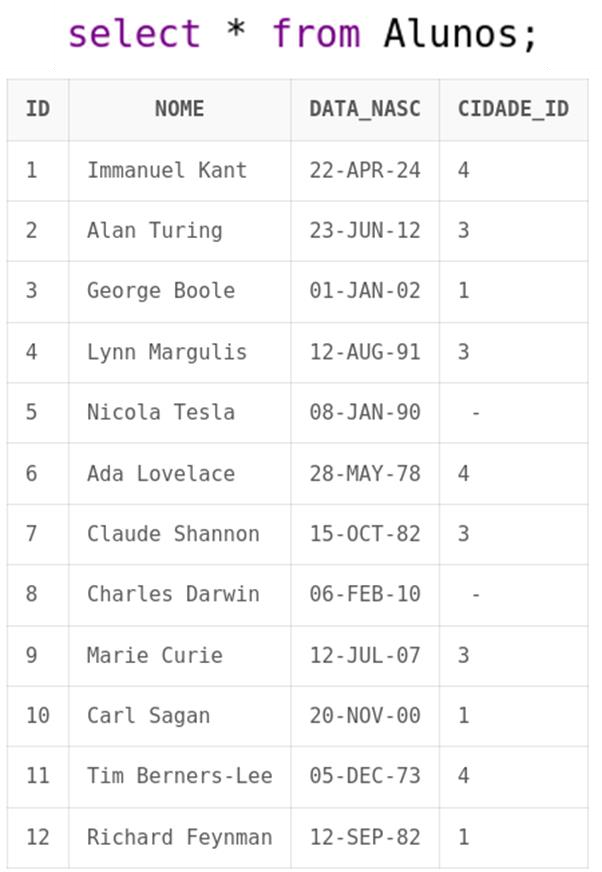 select * from Alunos;
ID NOME DATA_NASC CIDADE_ID
1 Immanuel Kant 22-APR-24 4
2 Alan Turing 23-JUN-12 3
3 George Boole 01-JAN-02 1
4 Lynn Margulis 12-AUG-91 3
5 Nicola Tesla 08-JAN-90 -
6 Ada Lovelace 28-MAY-78 4
7 Claude Shannon 15-OCT-82 3
8 Charles Darwin 06-FEB-10 -
9 Marie Curie 12-JUL-07 3
10 Carl Sagan 20-NOV-00 1
11 Tim Berners-Lee 05-DEC-73 4
12 Richard Feynman 12-SEP-82 1